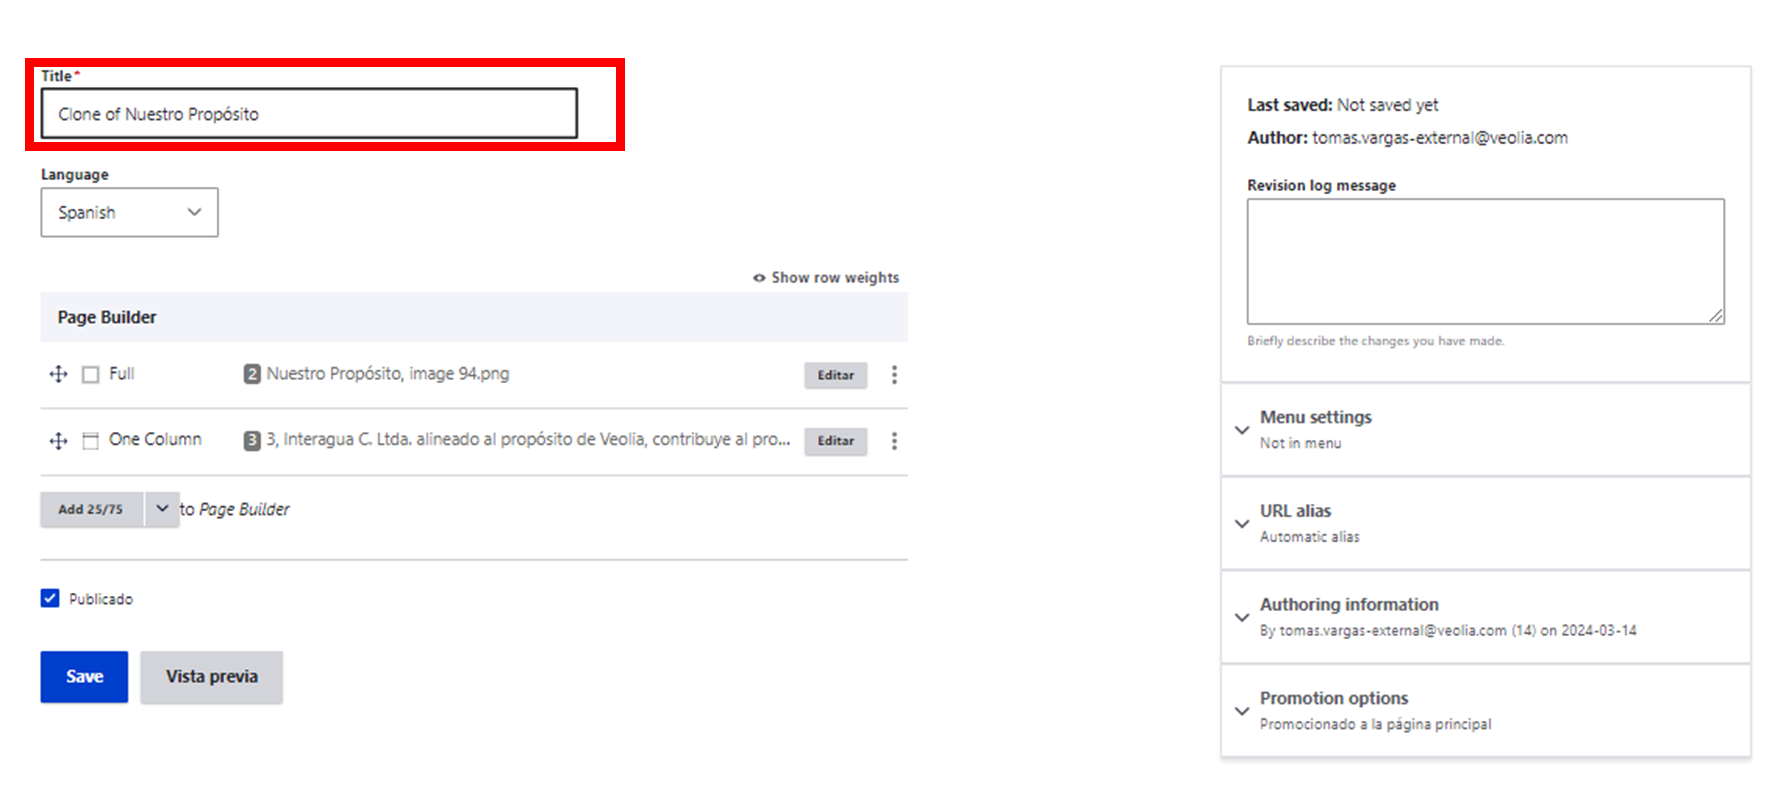 Title*
Clone of Nuestro Propósito
Language
Spanish
Show row weights
Page Builder
Full
2 Nuestro Propósito, image 94.png
Editar
One Column
3 3, Interagua C. Ltda. alineado al propósito de Veolia, contribuye al pro...
Editar
Add 25/75
to Page Builder
Publicado
Save
Vista previa
Last saved: Not saved yet
Author: tomas.vargas-external@veolia.com
Revision log message
Briefly describe the changes you have made.
Menu settings
Not in menu
URL alias
Automatic alias
Authoring information
By tomas.vargas-external@veolia.com (14) on 2024-03-14
Promotion options
Promocionado a la página principal